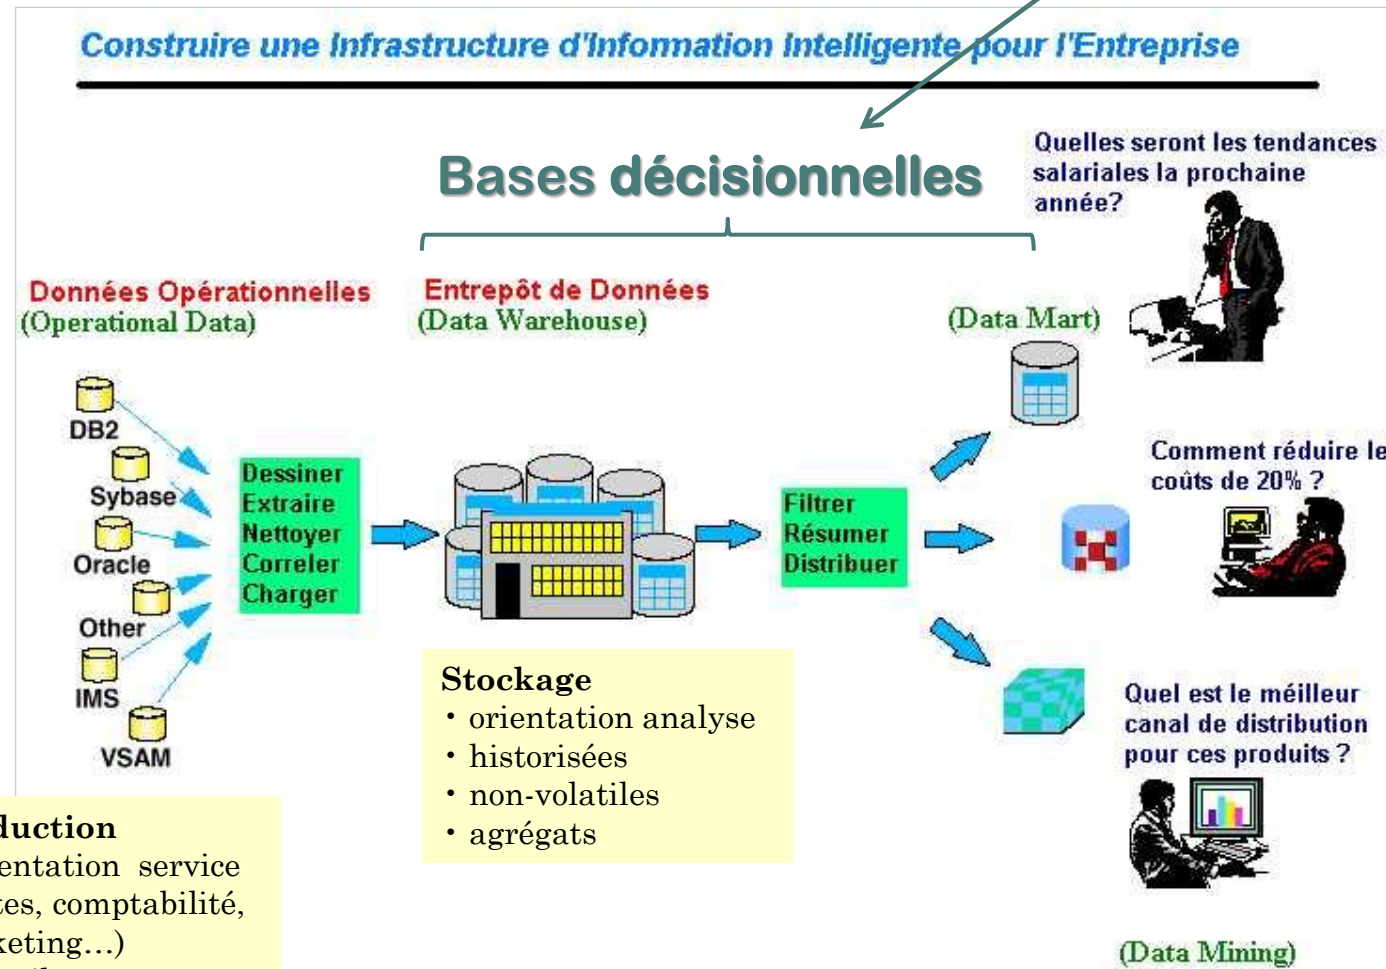 Construire une Infrastructure d'Information Intelligente pour l'Entreprise
Bases décisionnelles
Quelles seront les tendances
salariales la prochaine
année?
Données Opérationnelles
(Operational Data)
Entrepôt de Données
(Data Warehouse)
(Data Mart)
DB2
Sybase
Oracle
Other
IMS
VSAM
Dessiner
Extraire
Nettoyer
Correler
Charger
Filtrer
Résumer
Distribuer
Comment réduire le
coûts de 20% ?
Stockage
• orientation analyse
• historisées
• non-volatiles
• agrégats
Quel est le méilleur
canal de distribution
pour ces produits ?
duction
entation service
tes, comptabilité,
keting…)
(Data Mining)